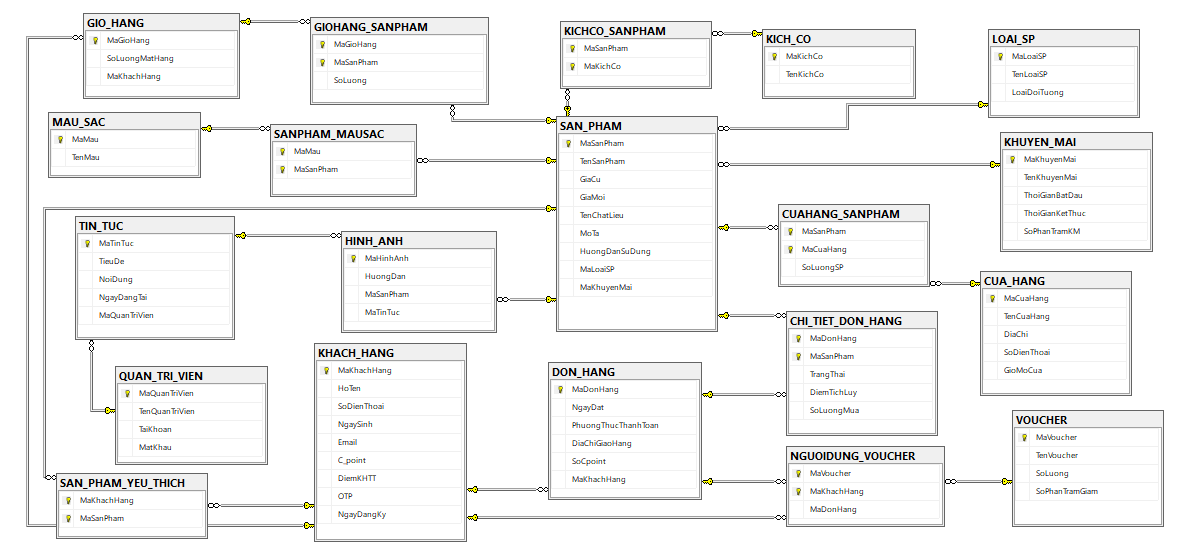 GIO_HANG
MaGioHang
SoLuongMatHang
MaKhachHang
GIOHANG_SANPHAM
MaGioHang
MaSanPham
SoLuong
KICHCO_SANPHAM
MaSanPham
MaKichCo
KICH_CO
MaKichCo
TenKichCo
LOAI_SP
MaLoaiSP
TenLoaiSP
LoaiDoiTuong
MAU_SAC
MaMau
TenMau
SANPHAM_MAUSAC
MaMau
MaSanPham
SAN_PHAM
MaSanPham
TenSanPham
GiaCu
GiaMoi
TenChatLieu
MoTa
HuongDanSuDung
MaLoaiSP
MaKhuyenMai
KHUYEN_MAI
MaKhuyenMai
TenKhuyenMai
ThoiGianBatDau
ThoiGianKetThuc
SoPhanTramKM
TIN_TUC
MaTinTuc
TieuDe
NoiDung
NgayDangTai
MaQuanTriVien
HINH_ANH
MaHinhAnh
HuongDan
MaSanPham
MaTinTuc
CUAHANG_SANPHAM
MaSanPham
MaCuaHang
SoLuongSP
CUA_HANG
MaCuaHang
TenCuaHang
DiaChi
SoDienThoai
GioMoCua
CHI_TIET_DON_HANG
MaDonHang
MaSanPham
TrangThai
DiemTichLuy
SoLuongMua
QUAN_TRI_VIEN
MaQuanTriVien
TenQuanTriVien
TaiKhoan
MatKhau
KHACH_HANG
MaKhachHang
HoTen
SoDienThoai
NgaySinh
Email
C_point
DiemKHTT
OTP
NgayDangKy
DON_HANG
MaDonHang
NgayDat
PhuongThucThanhToan
DiaChiGiaoHang
SoCpoint
MaKhachHang
NGUOIDUNG_VOUCHER
MaVoucher
MaKhachHang
MaDonHang
VOUCHER
MaVoucher
TenVoucher
SoLuong
SoPhanTramGiam
SAN_PHAM_YEU_THICH
MaKhachHang
MaSanPham